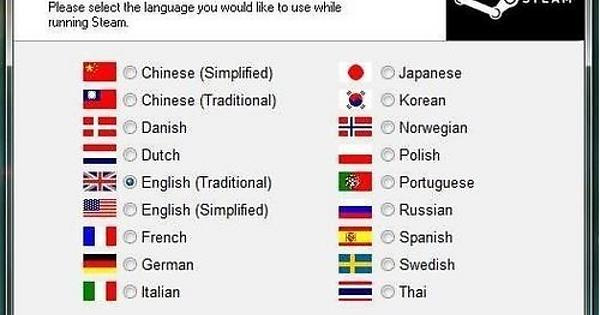 Please select the language you would like to use while
running Steam.
STEAM
Chinese (Simplified)
Chinese (Traditional)
Danish
Dutch
English (Traditional)
English (Simplified)
French
German
Italian
Japanese
Korean
Norwegian
Polish
Portuguese
Russian
Spanish
Swedish
Thai